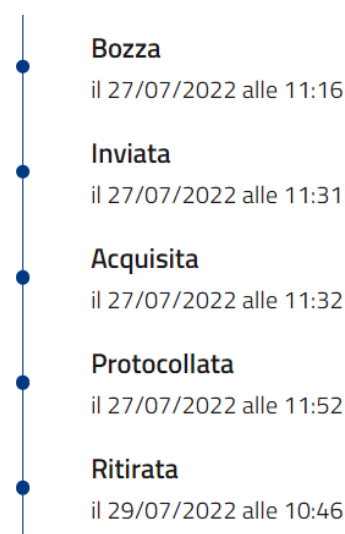 Bozza
il 27/07/2022 alle 11:16
Inviata
il 27/07/2022 alle 11:31
Acquisita
il 27/07/2022 alle 11:32
Protocollata
il 27/07/2022 alle 11:52
Ritirata
il 29/07/2022 alle 10:46